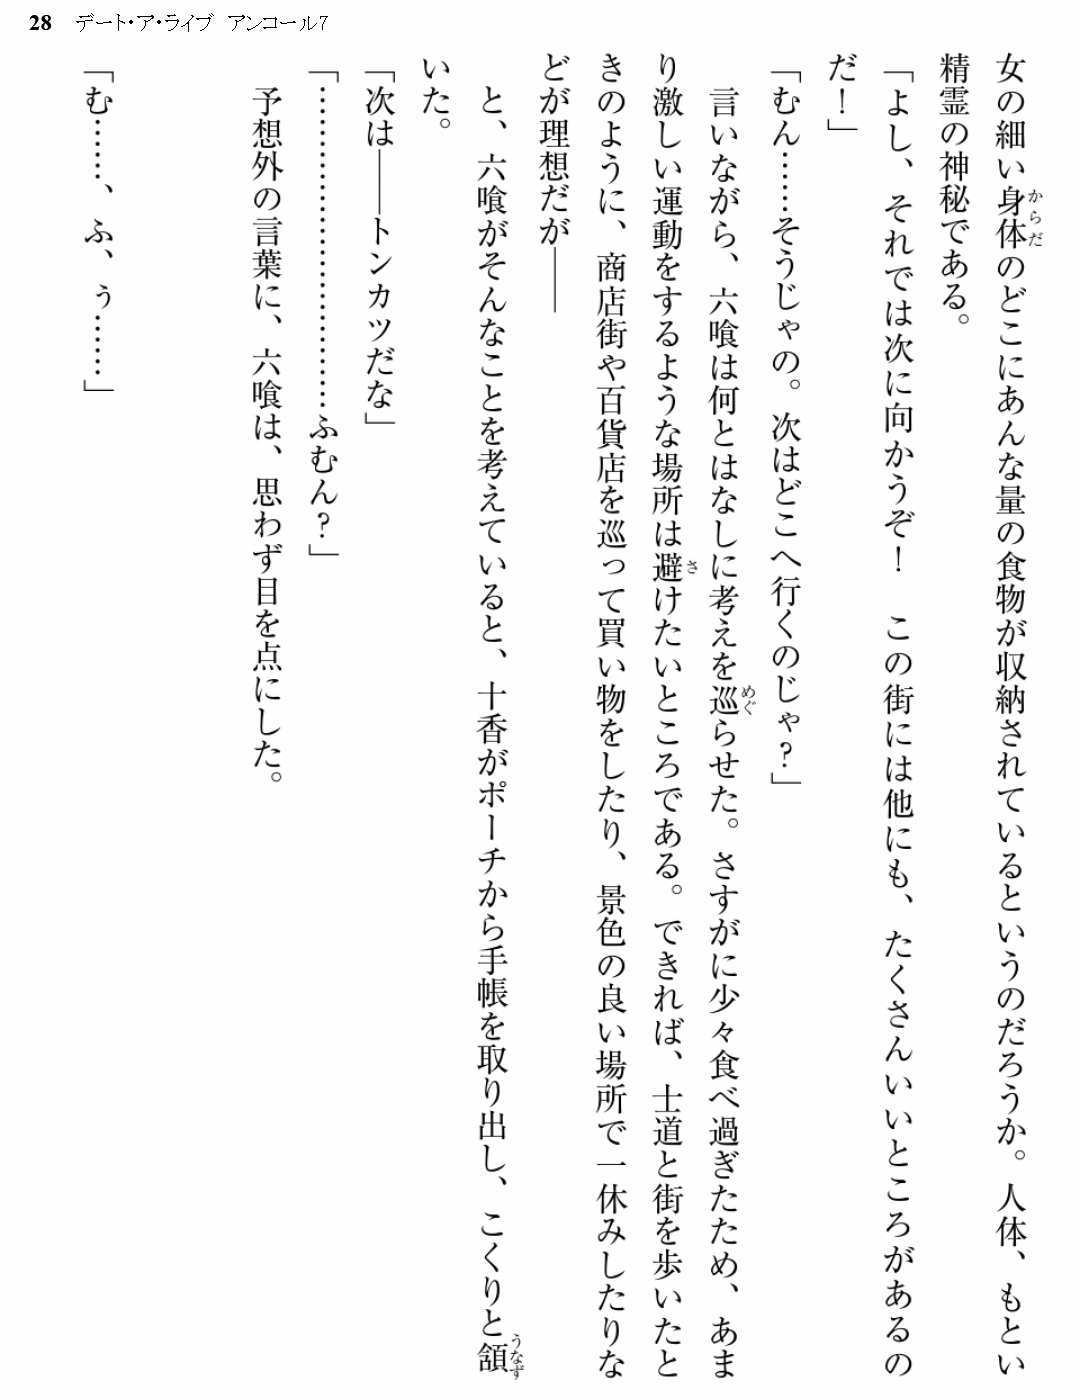 28 デート・ア・ライブ アンコール7
女の細い身体のどこにあんな量の食物が収納されているというのだろうか。人体、もとい
からだ
精霊の神秘である。
「よし、それでは次に向かうぞ！　この街には他にも、たくさんいいところがあるの
だ！」
「むん……そうじゃの。次はどこへ行くのじゃ？」
　言いながら、六喰は何とはなしに考えを巡らせた。さすがに少々食べ過ぎたため、あま
めぐ
り激しい運動をするような場所は避けたいところである。できれば、士道と街を歩いたと
さ
きのように、商店街や百貨店を巡って買い物をしたり、景色の良い場所で一休みしたりな
どが理想だが――
　と、六喰がそんなことを考えていると、十香がポーチから手帳を取り出し、こくりと頷
うなず
いた。
「次は――トンカツだな」
「…………………………ふむん？」
　予想外の言葉に、六喰は、思わず目を点にした。
「む……、ふ、ぅ……」